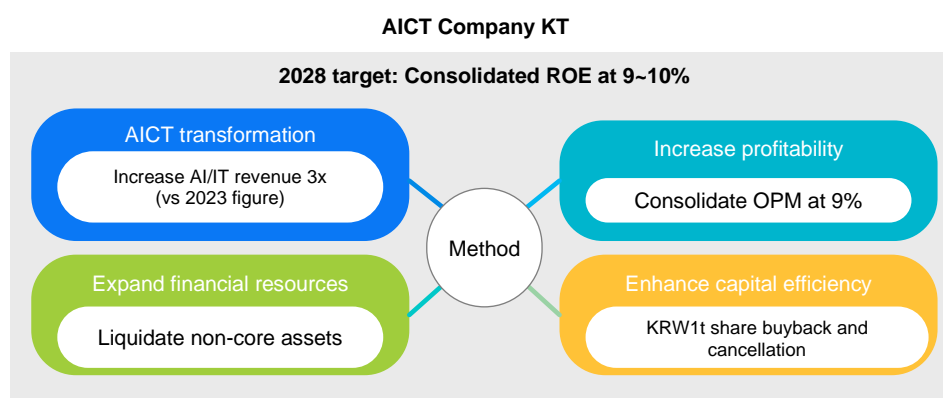 AICT Company KT
2028 target: Consolidated ROE at 9~10%
AICT transformation
Increase AI/IT revenue 3x
(vs 2023 figure)
Increase profitability
Consolidate OPM at 9%
Method
Expand financial resources
Liquidate non-core assets
Enhance capital efficiency
KRW1t share buyback and
cancellation